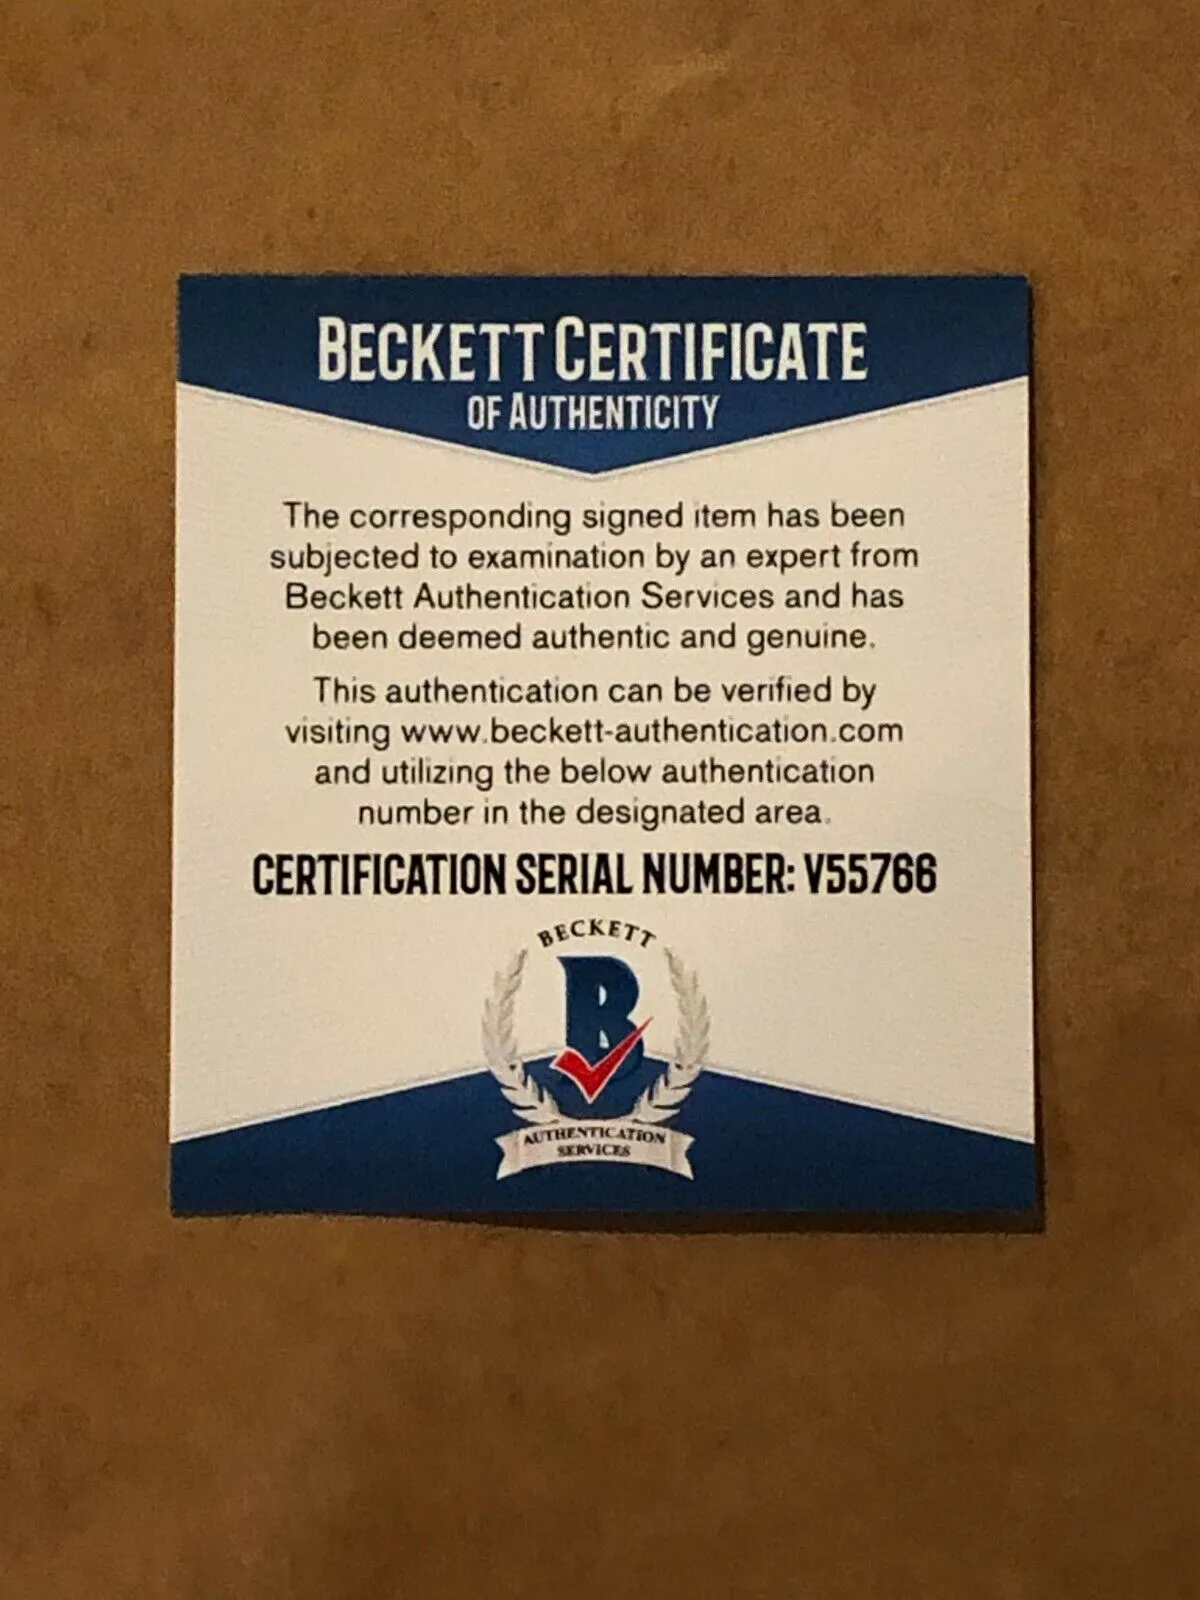 BECKETT CERTIFICATE
OF AUTHENTICITY
The corresponding signed item has been
subjected to examination by an expert from
Beckett Authentication Services and has
been deemed authentic and genuine.
This authentication can be verified by
visiting www.beckett-authentication.com
and utilizing the below authentication
number in the designated area.
CERTIFICATION SERIAL NUMBER: V55766
BECKETT
B
AUTHENTICATION
SERVICES